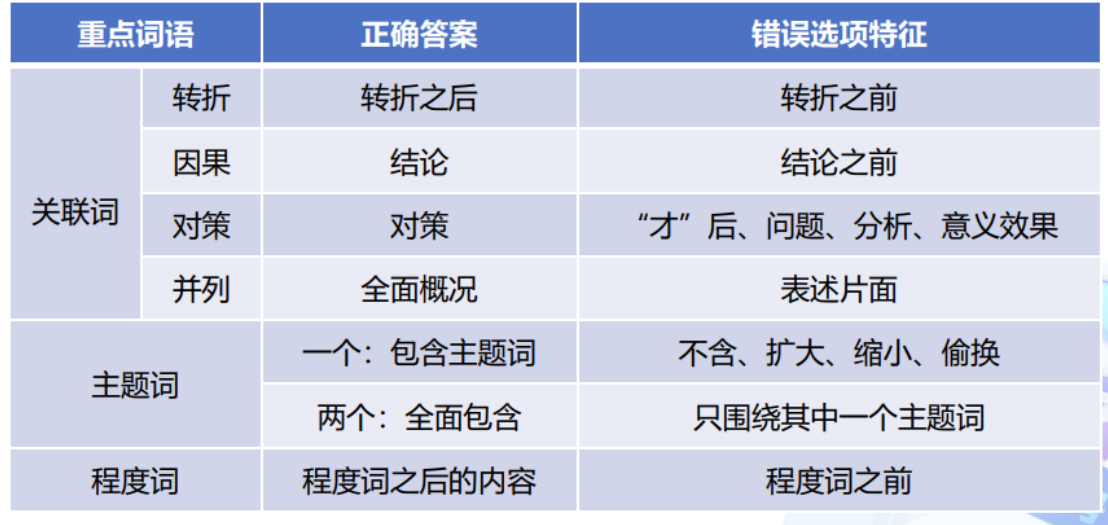 重点词语 正确答案 错误选项特征
转折 转折之后 转折之前
因果 结论 结论之前
关联词
对策 对策 “才”后、问题、分析、意义效果
并列 全面概况 表述片面
一个：包含主题词 不含、扩大、缩小、偷换
主题词
两个：全面包含 只围绕其中一个主题词
程度词 程度词之后的内容 程度词之前